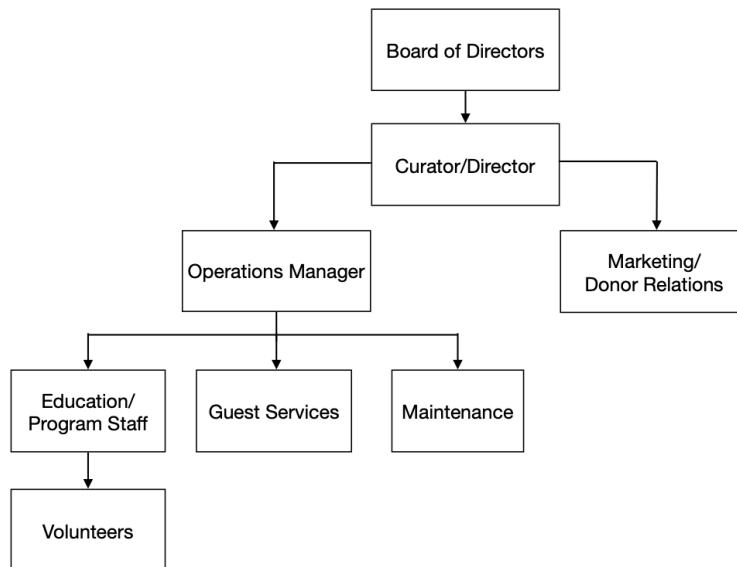 Board of Directors
Curator/Director
Operations Manager
Marketing/
Donor Relations
Education/
Program Staff
Guest Services
Maintenance
Volunteers